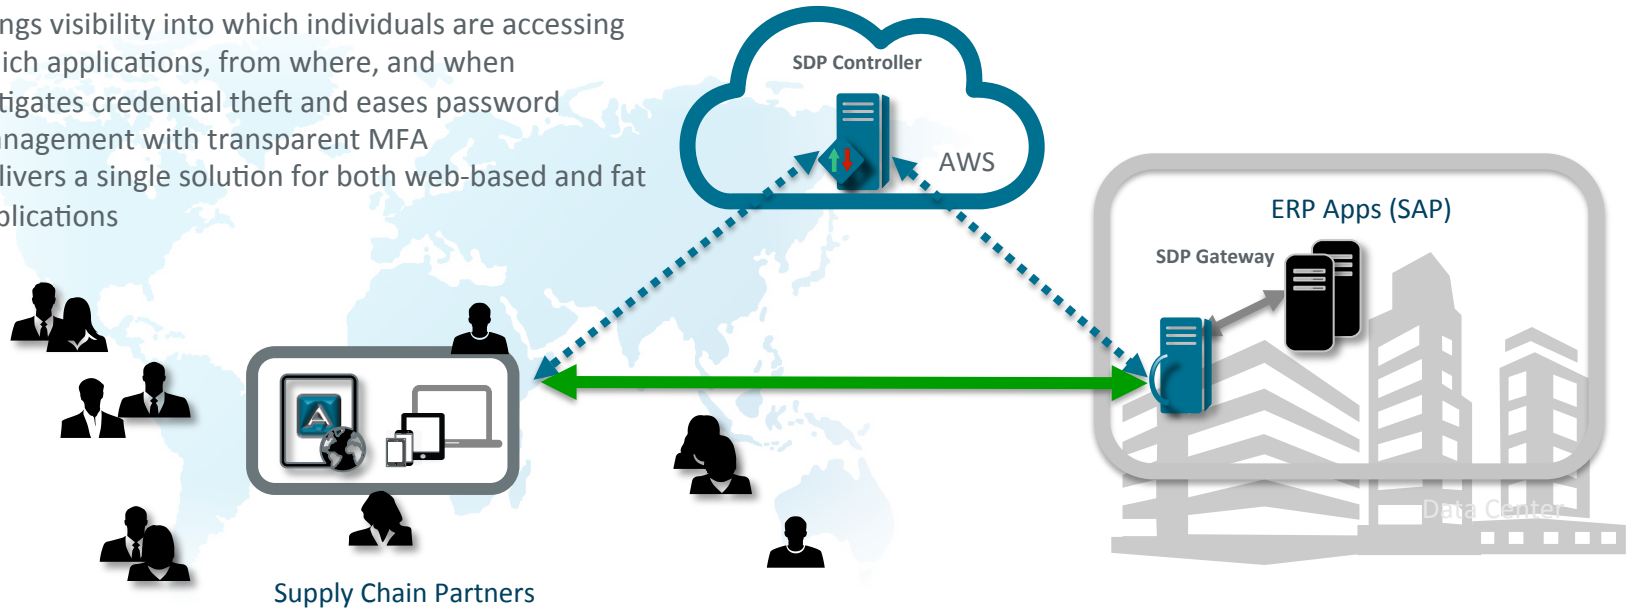 ngs visibility into which individuals are accessing
ich applications, from where, and when
tigates credential theft and eases password
anagement with transparent MFA
livers a single solution for both web-based and fat
plications
SDP Controller
AWS
ERP Apps (SAP)
SDP Gateway
A
Data Center
Supply Chain Partners